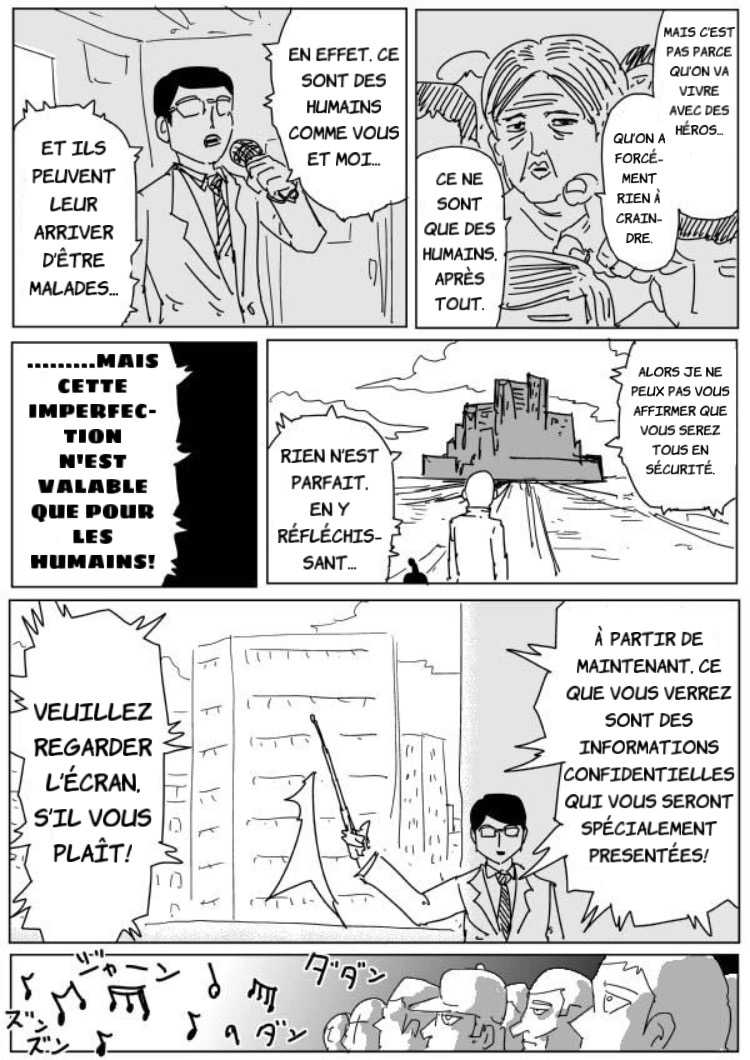 MAIS C'EST
PAS PARCE
QU'ON VA
VIVRE
AVEC DES
HÉROS...
QU'ON A
FORCÉ-
MENT
RIEN À
CRAIN-
DRE.
CE NE
SONT
QUE DES
HUMAINS,
APRÈS
TOUT.
EN EFFET, CE
SONT DES
HUMAINS
COMME VOUS
ET MOI...
ET ILS
PEUVENT
LEUR
ARRIVER
D'ÊTRE
MALADES...
ALORS JE NE
PEUX PAS VOUS
AFFIRMER QUE
VOUS SEREZ
TOUS EN
SÉCURITÉ.
RIEN N'EST
PARFAIT,
EN Y
RÉFLÉCHIS-
SANT...
.........MAIS
CETTE
IMPERFEC-
TION
N'EST
VALABLE
QUE POUR
LES
HUMAINS!
À PARTIR DE
MAINTENANT, CE
QUE VOUS VERREZ
SONT DES
INFORMATIONS
CONFIDENTIELLES
QUI VOUS SERONT
SPÉCIALEMENT
PRESENTÉES!
VEUILLEZ
REGARDER
L'ÉCRAN,
S'IL VOUS
PLAÎT!
ダダン
ダン
ジャーン
ズン
ズン